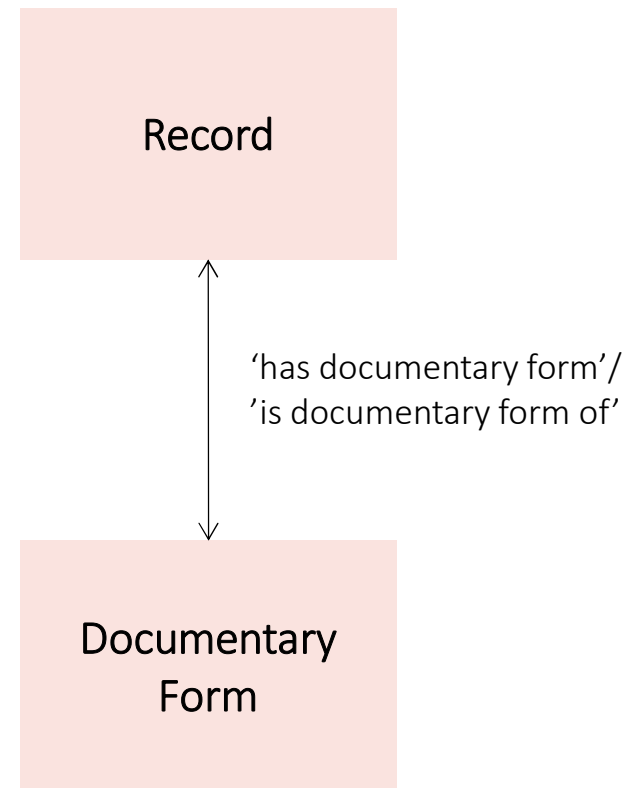 Record
‘has documentary form’/
’is documentary form of’
Documentary
Form